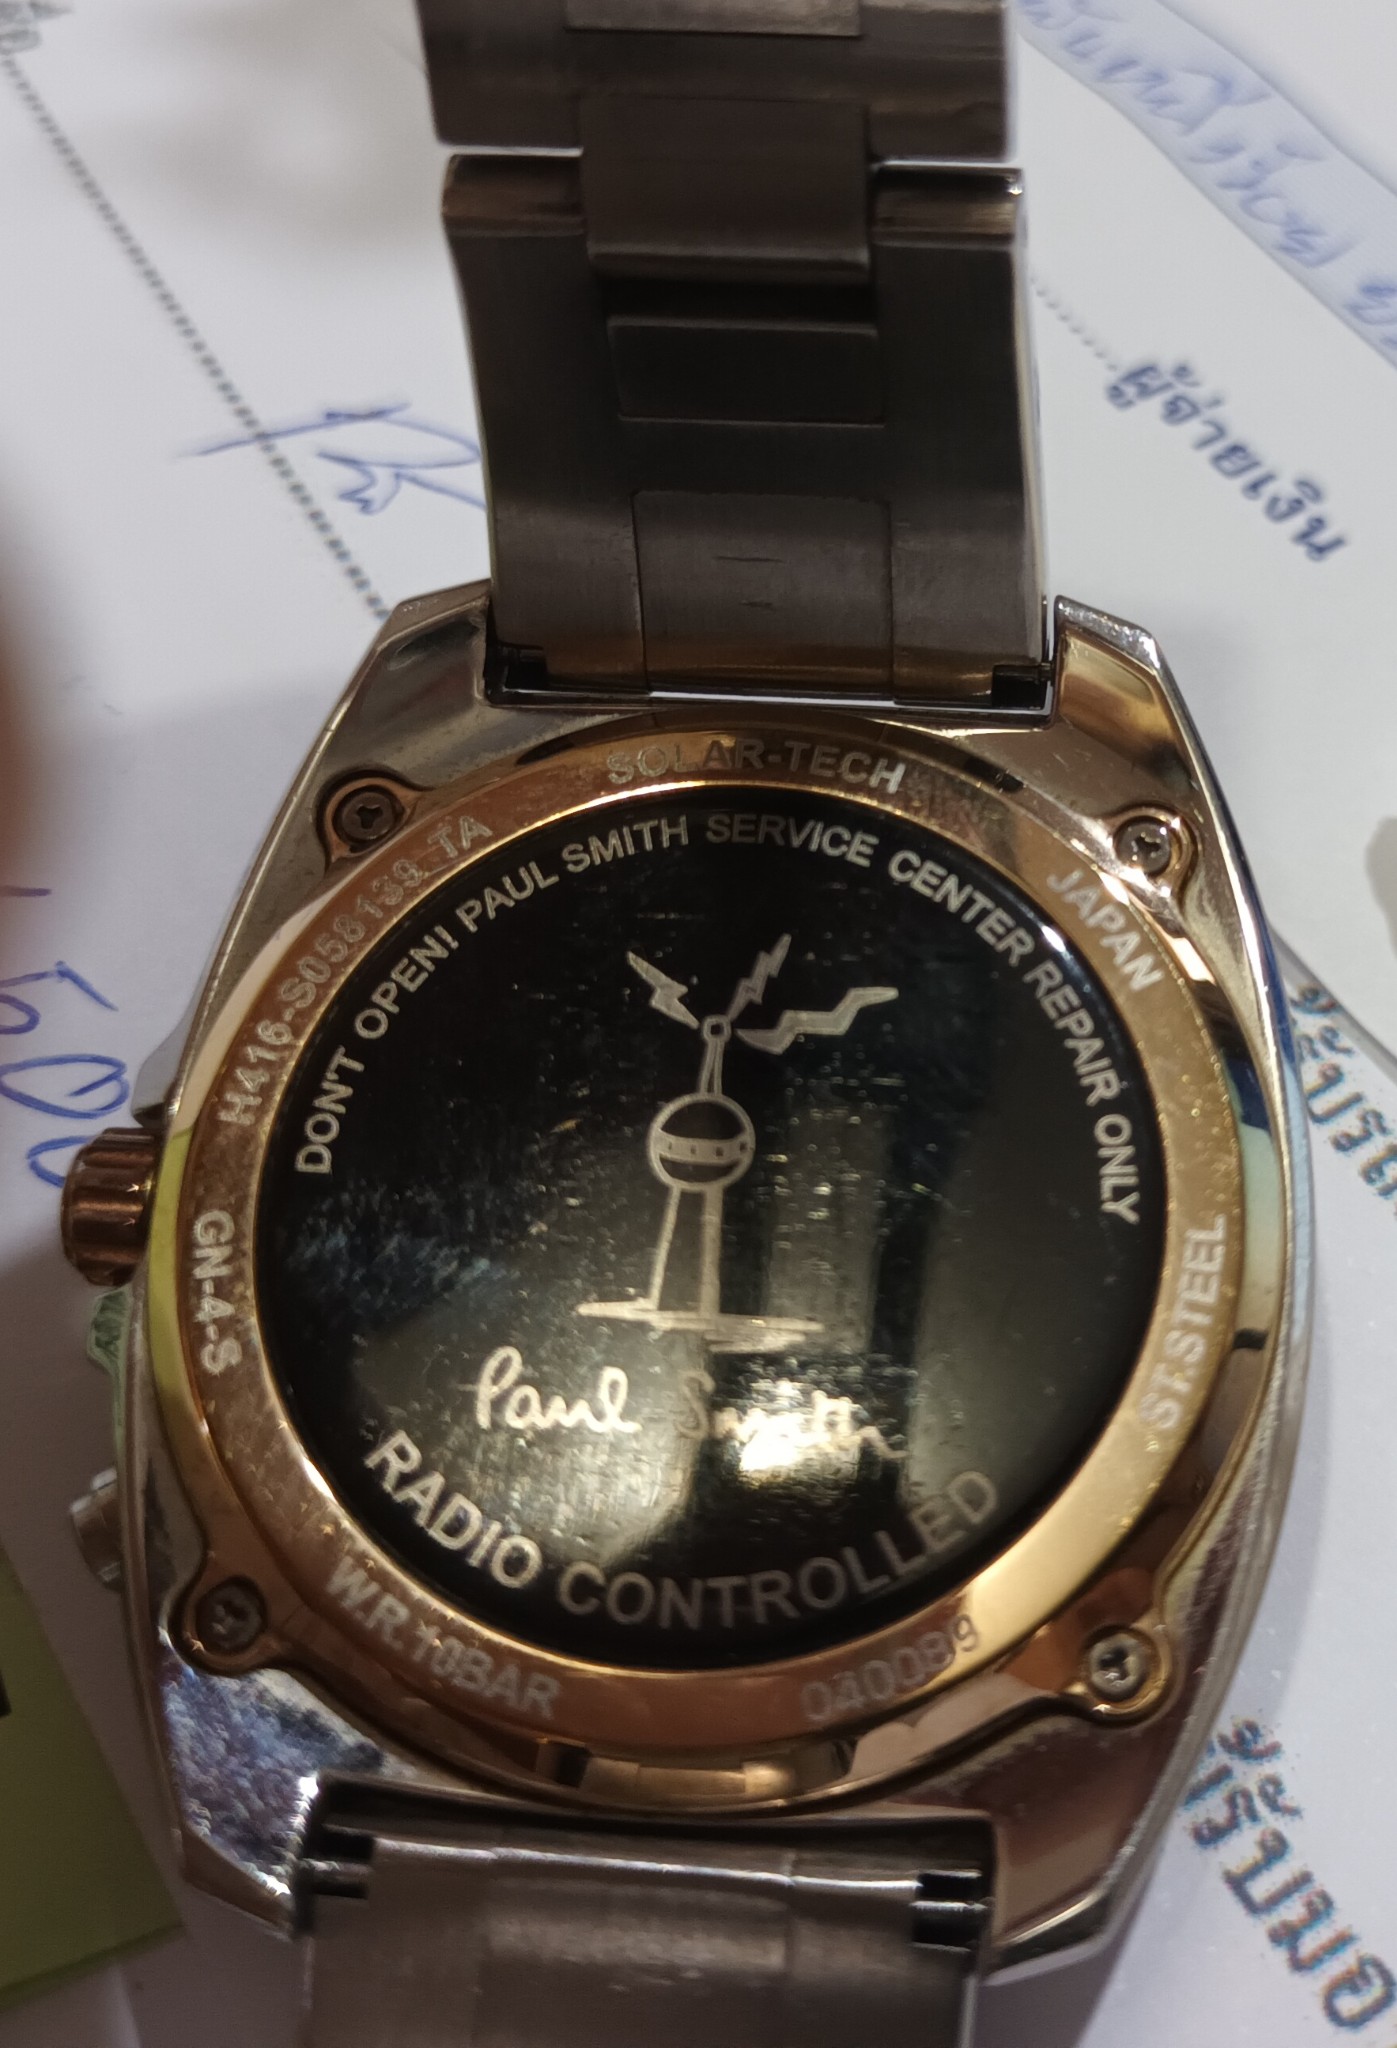 SOLAR-TECH
JAPAN
ST.STEEL
040089
W.R.10BAR
GN-4-S
H416-S058139 TA
DON'T OPEN! PAUL SMITH SERVICE CENTER REPAIR ONLY
Paul Smith
RADIO CONTROLLED
ผู้จ่ายเงิน